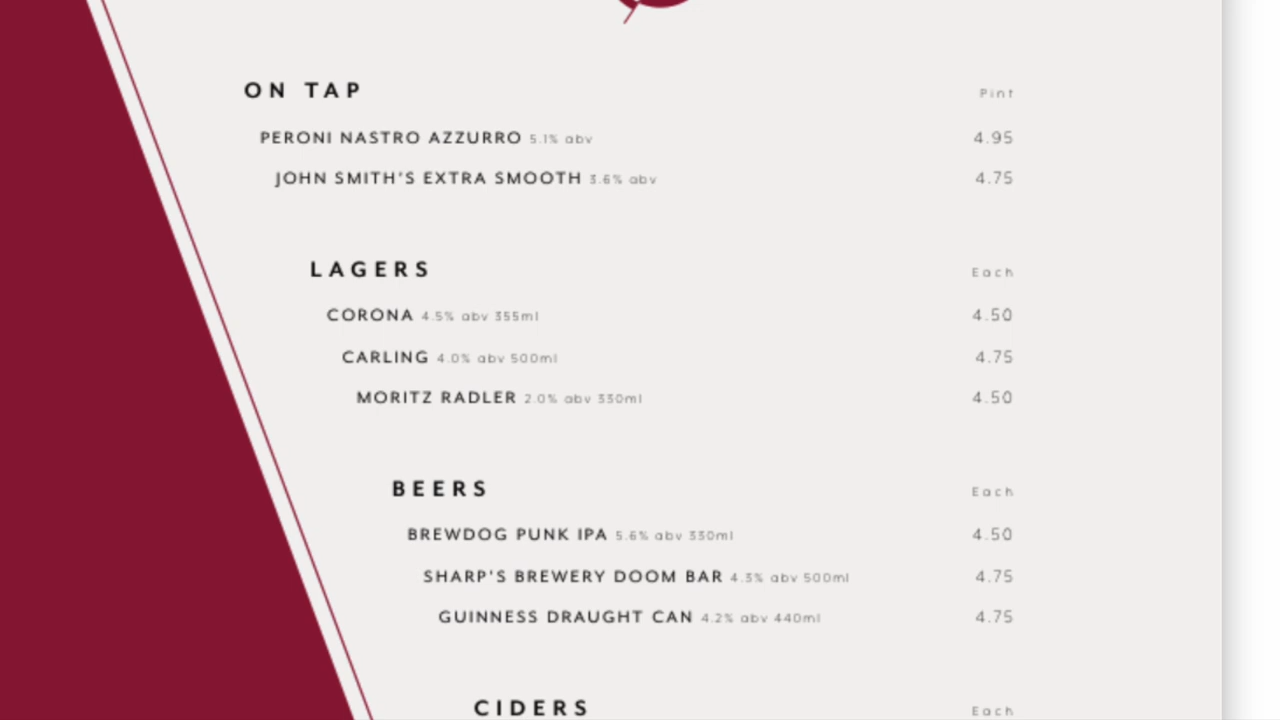 ON TAP Pint
PERONI NASTRO AZZURRO 5.1% abv 4.95
JOHN SMITH'S EXTRA SMOOTH 3.6% abv 4.75
LAGERS Each
CORONA 4.5% abv 355ml 4.50
CARLING 4.0% abv 500ml 4.75
MORITZ RADLER 2.0% abv 330ml 4.50
BEERS Each
BREWDOG PUNK IPA 5.6% abv 330ml 4.50
SHARP'S BREWERY DOOM BAR 4.3% abv 500ml 4.75
GUINNESS DRAUGHT CAN 4.2% abv 440ml 4.75
CIDERS Each